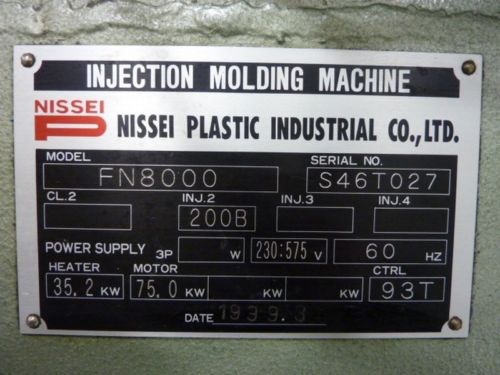 INJECTION MOLDING MACHINE
NISSEI
P NISSEI PLASTIC INDUSTRIAL CO., LTD.
MODEL SERIAL NO.
FN8000 S46T027
CL.2 INJ.2 INJ.3 INJ.4
200B
POWER SUPPLY 3P W 230:575 V 60 HZ
HEATER MOTOR CTRL
35.2 KW 75.0 KW KW KW 93T
DATE 1999.3